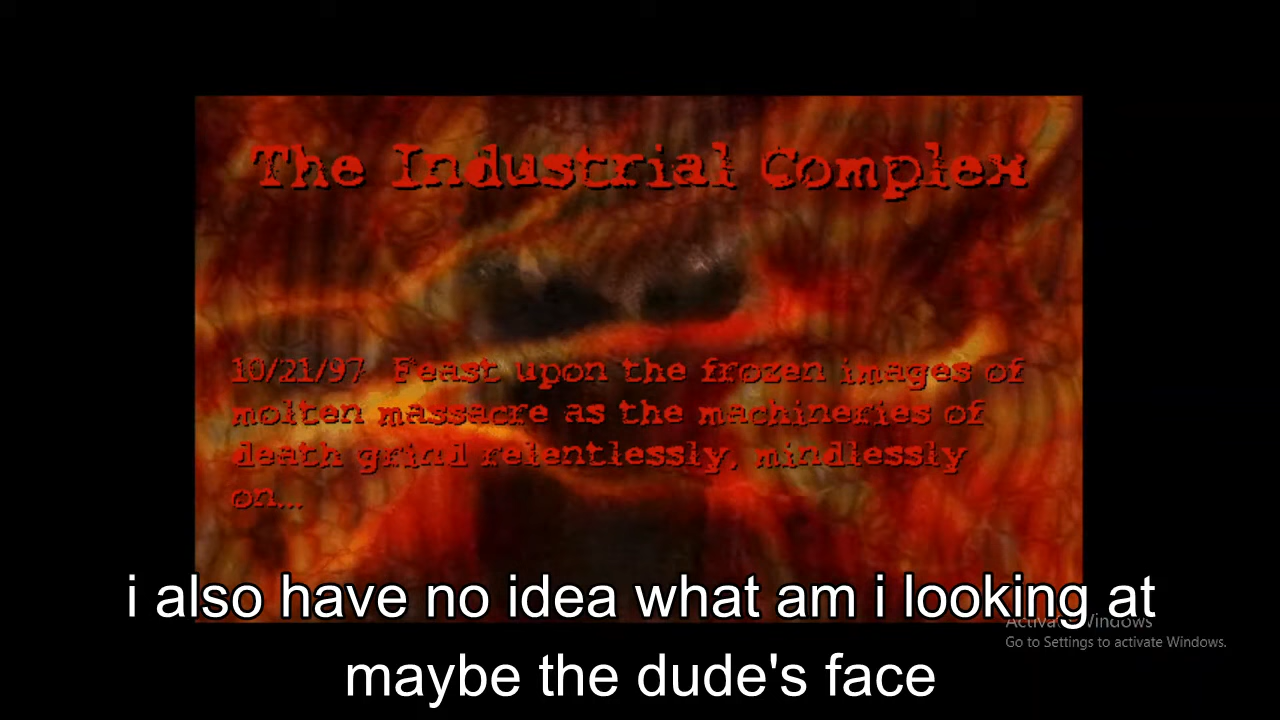 The Industrial Complex
10/21/97 Feast upon the frozen images of
molten massacre as the machineries of
death grind relentlessly, mindlessly
on...
i also have no idea what am i looking at
maybe the dude's face
Activate Windows
Go to Settings to activate Windows.